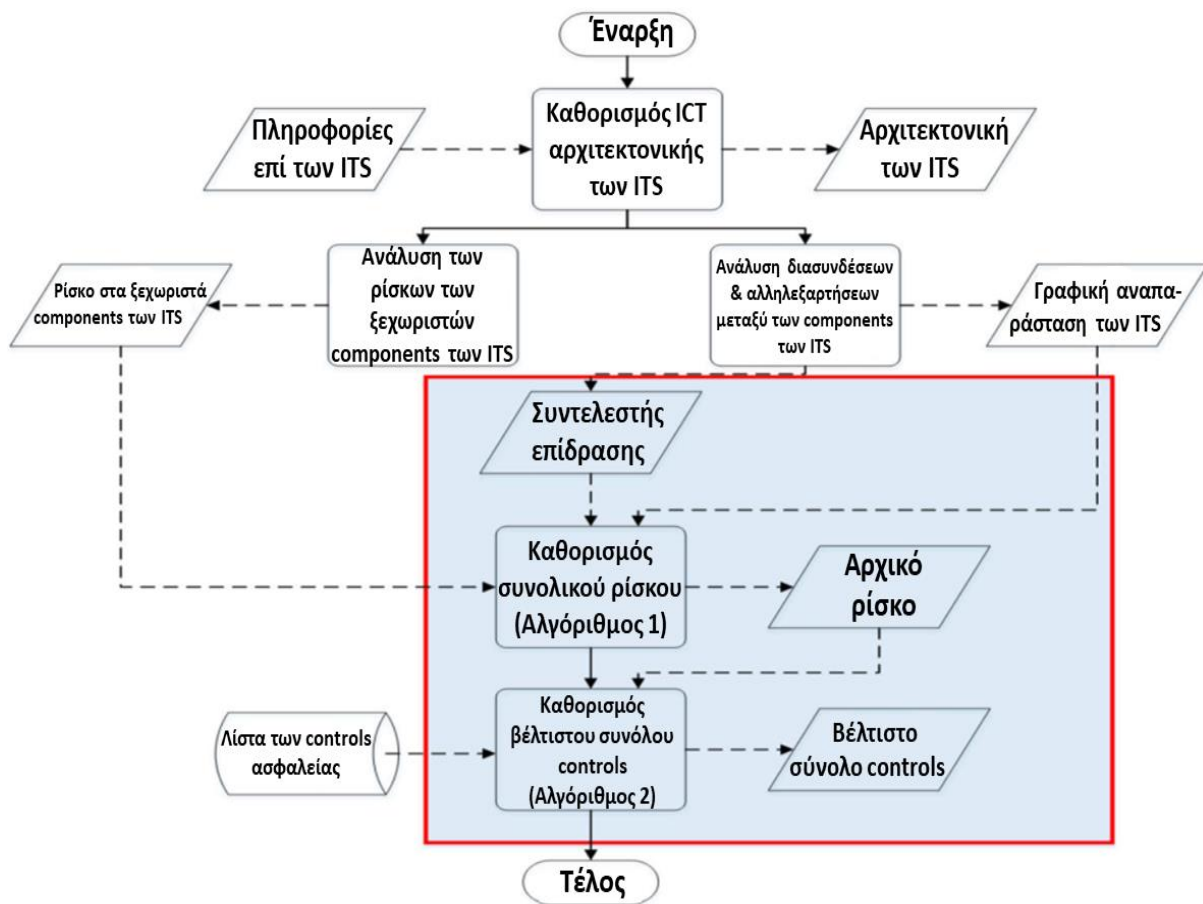 Έναρξη
Πληροφορίες
επί των ITS
Καθορισμός ICT
αρχιτεκτονικής
των ITS
Αρχιτεκτονική
των ITS
Ρίσκο στα ξεχωριστά
components των ITS
Ανάλυση των
ρίσκων των
ξεχωριστών
components των ITS
Ανάλυση διασυνδέσεων
& αλληλεξαρτήσεων
μεταξύ των components
των ITS
Γραφική αναπα-
ράσταση των ITS
Συντελεστής
επίδρασης
Καθορισμός
συνολικού ρίσκου
(Αλγόριθμος 1)
Αρχικό
ρίσκο
Λίστα των controls
ασφαλείας
Καθορισμός
βέλτιστου συνόλου
controls
(Αλγόριθμος 2)
Βέλτιστο
σύνολο controls
Τέλος